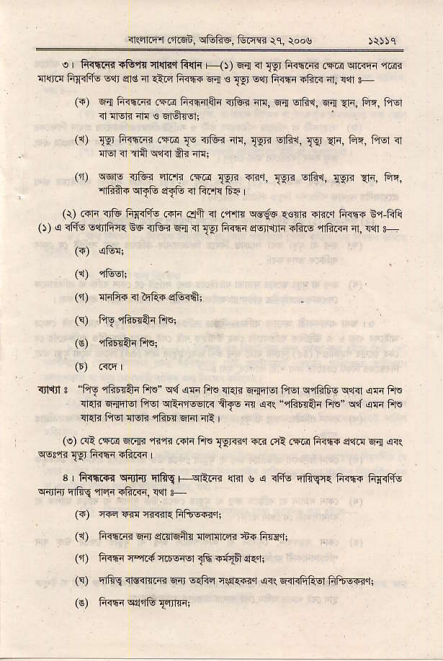 বাংলাদেশ গেজেট, অতিরিক্ত, ডিসেম্বর ২৭, ২০০৬ ১২১১৭
৩। নিবন্ধনের কতিপয় সাধারণ বিধান।—(১) জন্ম বা মৃত্যু নিবন্ধনের ক্ষেত্রে আবেদন পত্রের
মাধ্যমে নিম্নবর্ণিত তথ্য প্রাপ্ত না হইলে নিবন্ধক জন্ম ও মৃত্যু তথ্য নিবন্ধন করিবে না, যথা ঃ—
(ক) জন্ম নিবন্ধনের ক্ষেত্রে নিবন্ধনাধীন ব্যক্তির নাম, জন্ম তারিখ, জন্ম স্থান, লিঙ্গ, পিতা
বা মাতার নাম ও জাতীয়তা;
(খ) মৃত্যু নিবন্ধনের ক্ষেত্রে মৃত ব্যক্তির নাম, মৃত্যুর তারিখ, মৃত্যু স্থান, লিঙ্গ, পিতা বা
মাতা বা স্বামী অথবা স্ত্রীর নাম;
(গ) অজ্ঞাত ব্যক্তির লাশের ক্ষেত্রে মৃত্যুর কারণ, মৃত্যুর তারিখ, মৃত্যুর স্থান, লিঙ্গ,
শারিরীক আকৃতি প্রকৃতি বা বিশেষ চিহ্ন।
(২) কোন ব্যক্তি নিম্নবর্ণিত কোন শ্রেণী বা পেশায় অন্তর্ভুক্ত হওয়ার কারণে নিবন্ধক উপ-বিধি
(১) এ বর্ণিত তথ্যাদিসহ উক্ত ব্যক্তির জন্ম বা মৃত্যু নিবন্ধন প্রত্যাখ্যান করিতে পারিবেন না, যথা ঃ—
(ক) এতিম;
(খ) পতিতা;
(গ) মানসিক বা দৈহিক প্রতিবন্ধী;
(ঘ) পিতৃ পরিচয়হীন শিশু;
(ঙ) পরিচয়হীন শিশু;
(চ) বেদে।
ব্যাখ্যা ঃ “পিতৃ পরিচয়হীন শিশু” অর্থ এমন শিশু যাহার জন্মদাতা পিতা অপরিচিত অথবা এমন শিশু
যাহার জন্মদাতা পিতা আইনগতভাবে স্বীকৃত নয় এবং “পরিচয়হীন শিশু” অর্থ এমন শিশু
যাহার পিতা মাতার পরিচয় জানা নাই।
(৩) যেই ক্ষেত্রে জন্মের পরপর কোন শিশু মৃত্যুবরণ করে সেই ক্ষেত্রে নিবন্ধক প্রথমে জন্ম এবং
অতঃপর মৃত্যু নিবন্ধন করিবেন।
৪। নিবন্ধকের অন্যান্য দায়িত্ব।—আইনের ধারা ৬ এ বর্ণিত দায়িত্বসহ নিবন্ধক নিম্নবর্ণিত
অন্যান্য দায়িত্ব পালন করিবেন, যথা ঃ—
(ক) সকল ফরম সরবরাহ নিশ্চিতকরণ;
(খ) নিবন্ধনের জন্য প্রয়োজনীয় মালামালের স্টক নিয়ন্ত্রণ;
(গ) নিবন্ধন সম্পর্কে সচেতনতা বৃদ্ধি কর্মসূচী গ্রহণ;
(ঘ) দায়িত্ব বাস্তবায়নের জন্য তহবিল সংগ্রহকরণ এবং জবাবদিহিতা নিশ্চিতকরণ;
(ঙ) নিবন্ধন অগ্রগতি মূল্যায়ন;